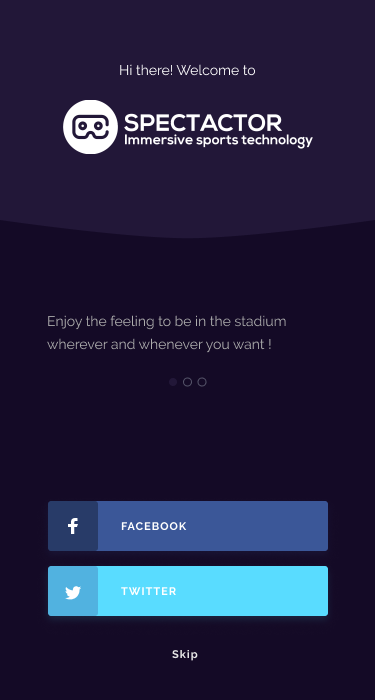 Hi there! Welcome to
SPECTACTOR
Immersive sports technology
Enjoy the feeling to be in the stadium
wherever and whenever you want !
FACEBOOK
TWITTER
Skip